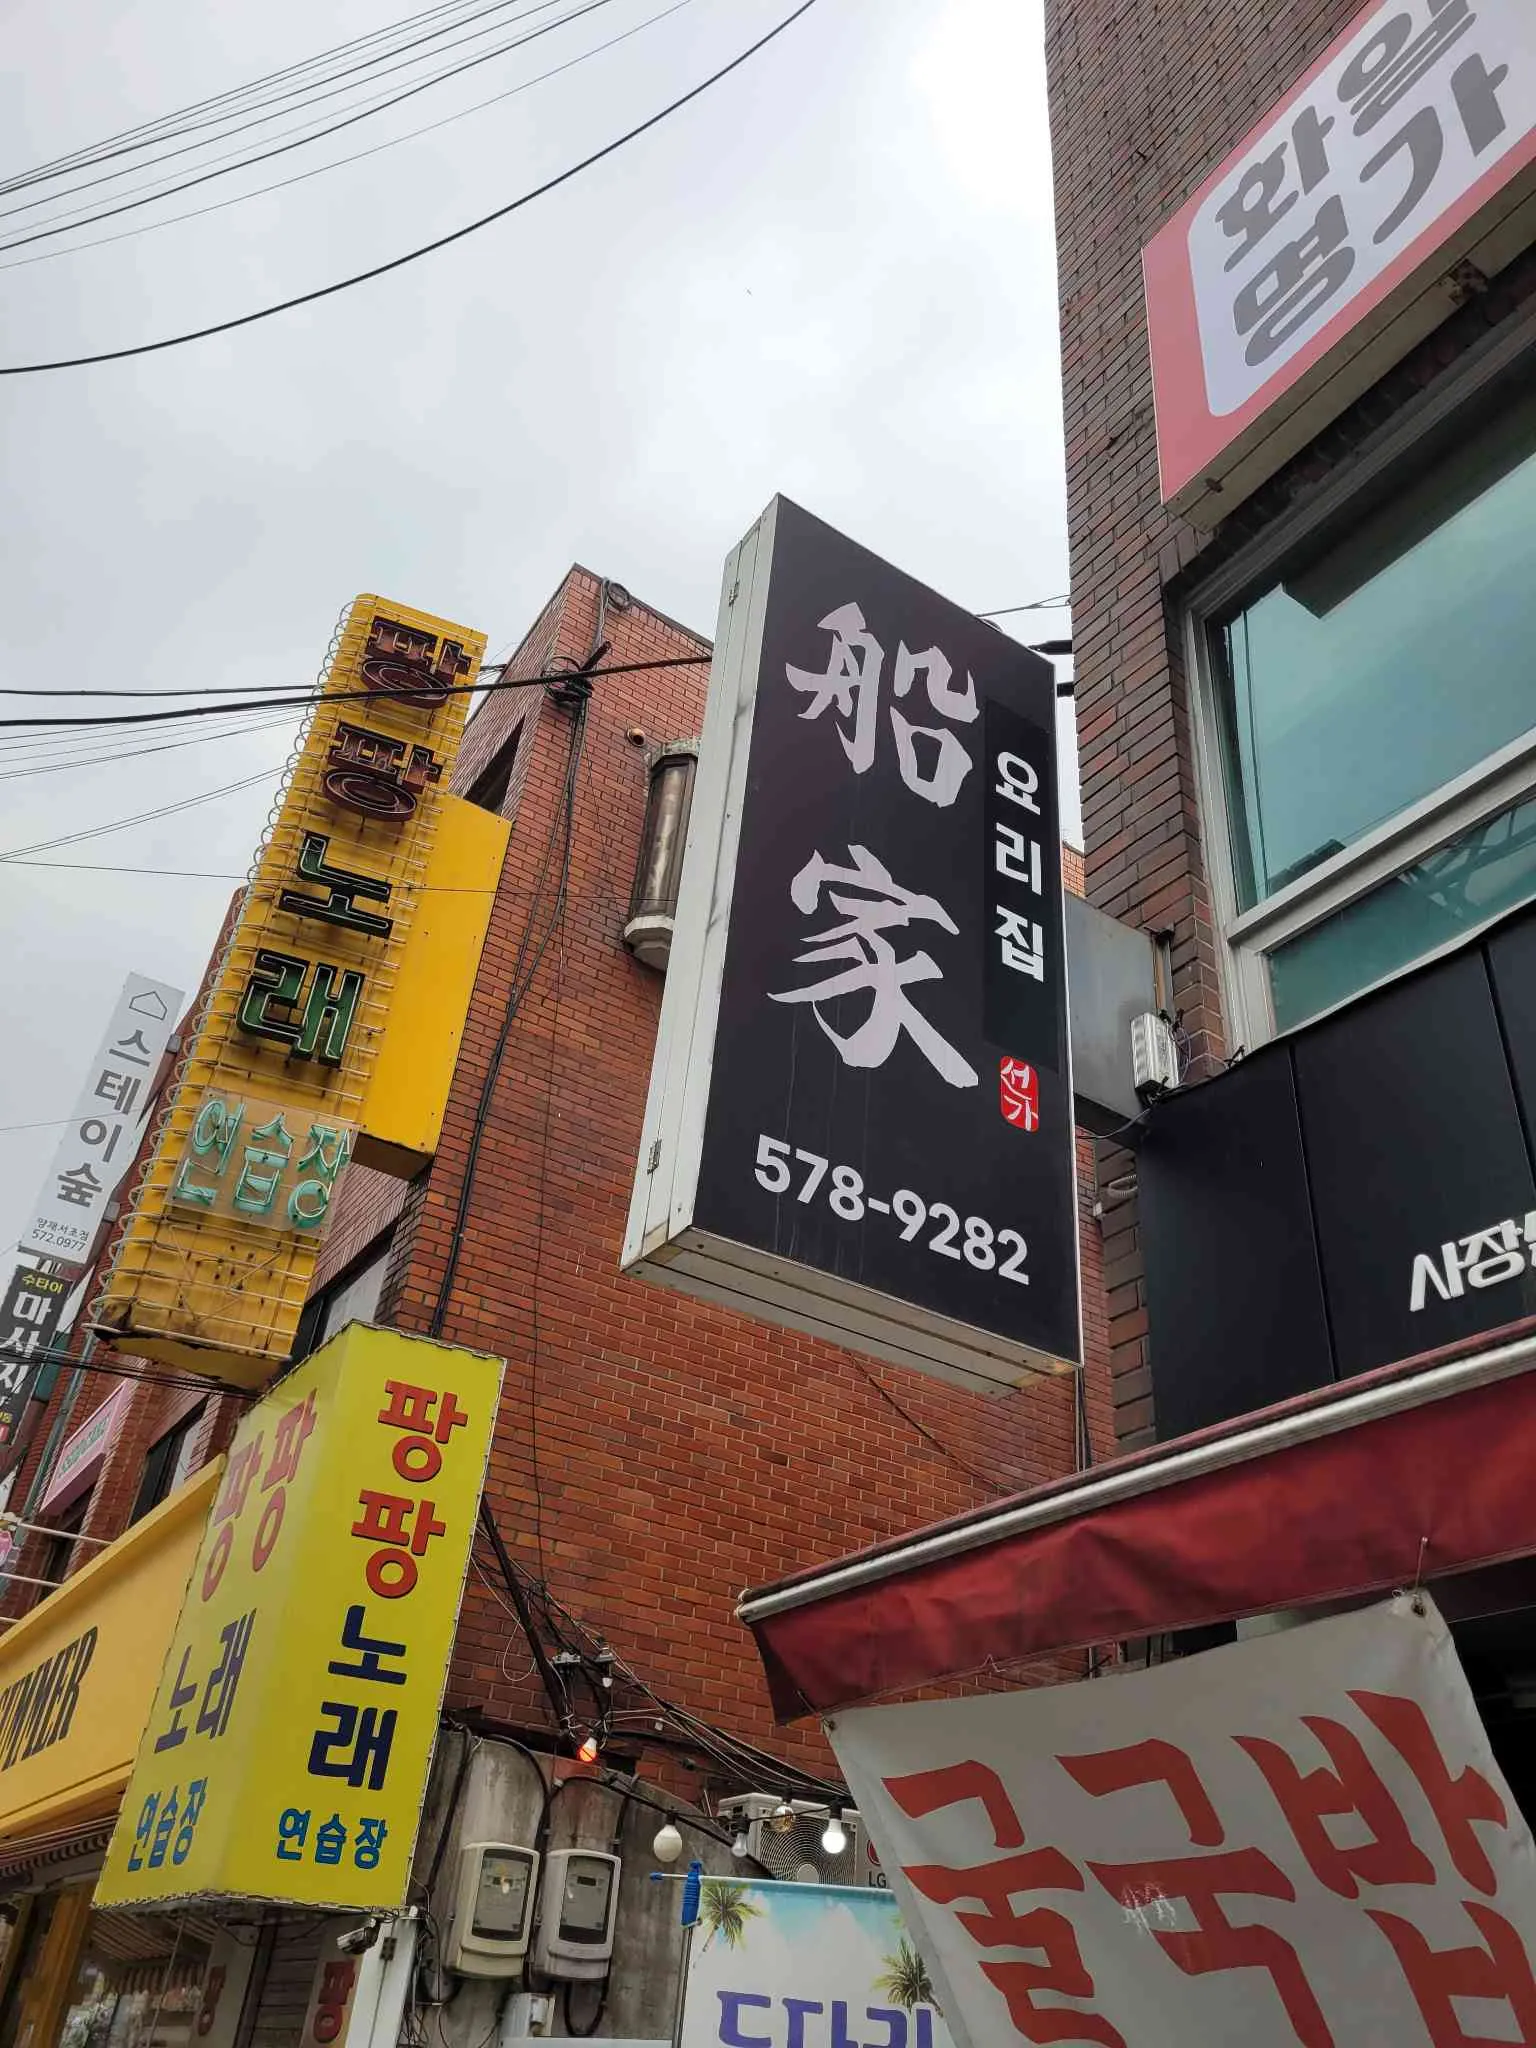 화일
명가
船家
요리집
선가
578-9282
팡팡노래
연습장
스테이숲
양재서초점
572.0977
수타이
마사지
팡팡노래
연습장
팡팡
노래
연습장
사장
굴국밥
LG